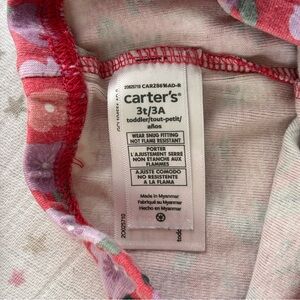 carter's
3t/3A
toddler/tout-petit/
años
WEAR SNUG FITTING
NOT FLAME RESISTANT
PORTER
L'AJUSTEMENT SERRÉ
NON ÉTANCHE AUX
FLAMMES
AJUSTE CÓMODO
NO RESISTENTE
A LA FLAMA
Made in Myanmar
Fabriqué au Myanmar
Hecho en Myanmar